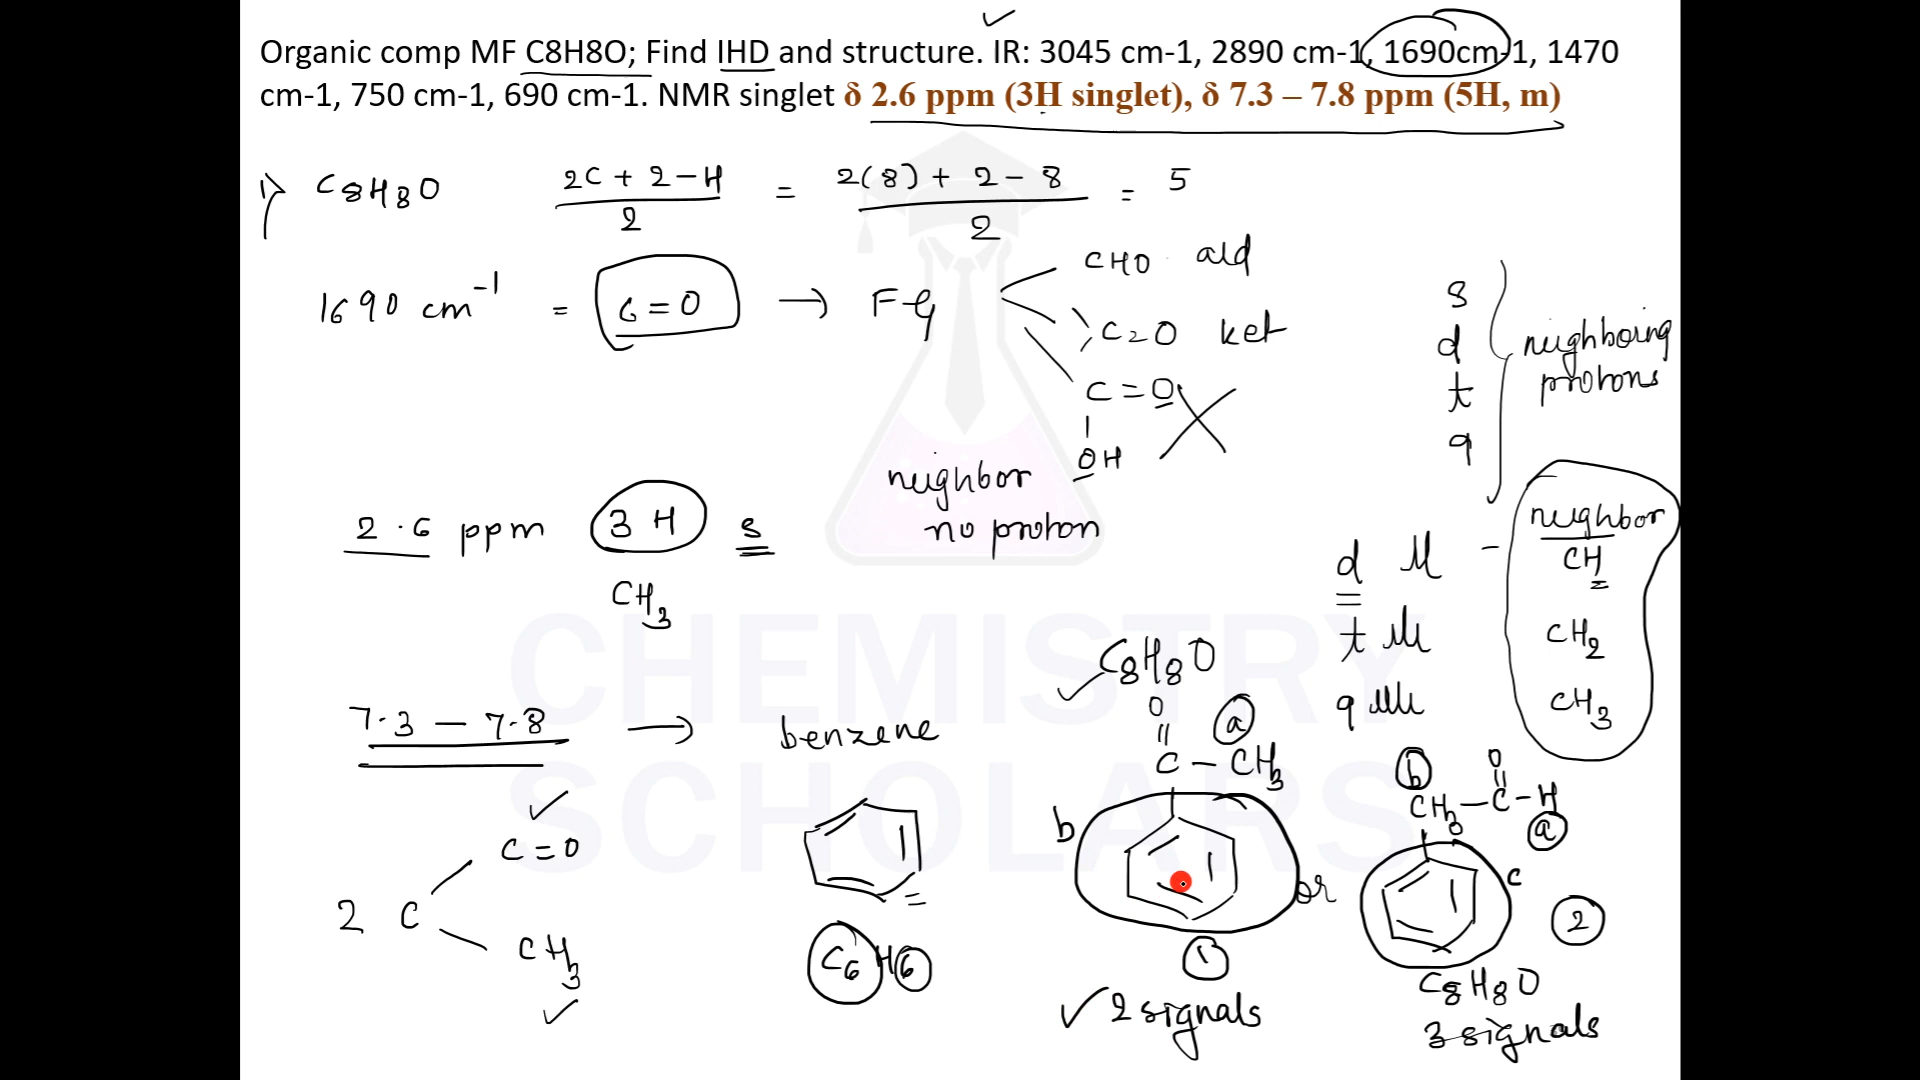 Organic comp MF C8H8O; Find IHD and structure. IR: 3045 cm-1, 2890 cm-1, 1690cm-1, 1470
cm-1, 750 cm-1, 690 cm-1. NMR singlet δ 2.6 ppm (3H singlet), δ 7.3 – 7.8 ppm (5H, m)
1) C8H8O
2C + 2 - H
2
=
2(8) + 2 - 8
2
= 5
1690 cm-1 = C=O → FG
CHO ald
C=O ket
C=O
OH
s
d
t
q
neighboring
protons
2.6 ppm 3H s
CH3
neighbor
no proton
neighbor
d - CH
t CH2
q CH3
CHEMISTRY
SCHOLARS
7.3 — 7.8 → benzene
C6H6
2 C
C=O
CH3
C8H8O
O
C - CH3
a
b
1
2 signals
or
O
CH2 - C - H
b
a
c
2
C8H8O
3 signals